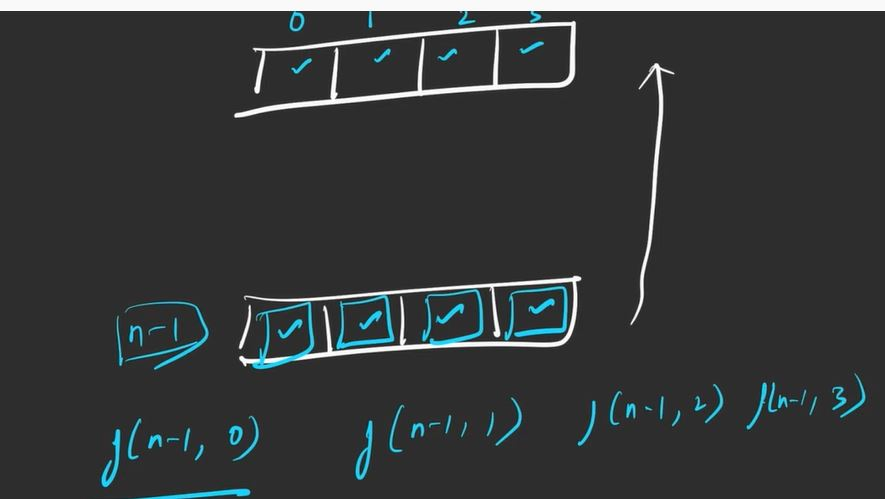 0 1 2 3
n-1
f(n-1, 0) f(n-1, 1) f(n-1, 2) f(n-1, 3)